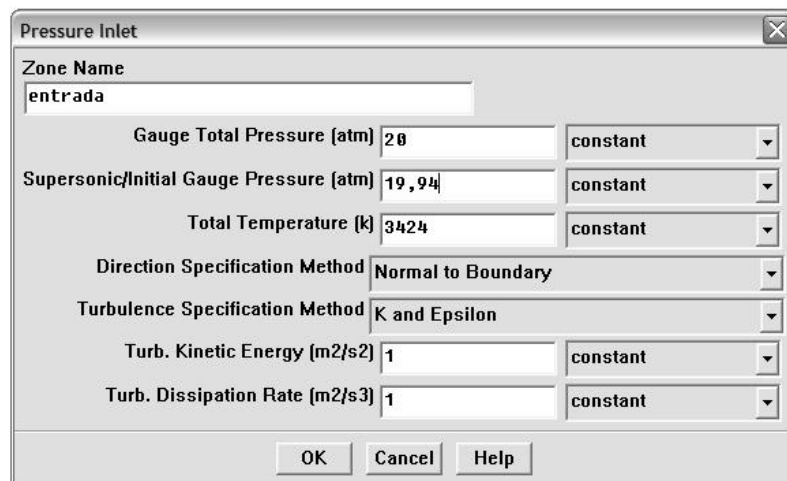 Pressure Inlet
Zone Name
entrada
Gauge Total Pressure (atm) 20 constant
Supersonic/Initial Gauge Pressure (atm) 19,94 constant
Total Temperature (k) 3424 constant
Direction Specification Method Normal to Boundary
Turbulence Specification Method K and Epsilon
Turb. Kinetic Energy (m2/s2) 1 constant
Turb. Dissipation Rate (m2/s3) 1 constant
OK Cancel Help